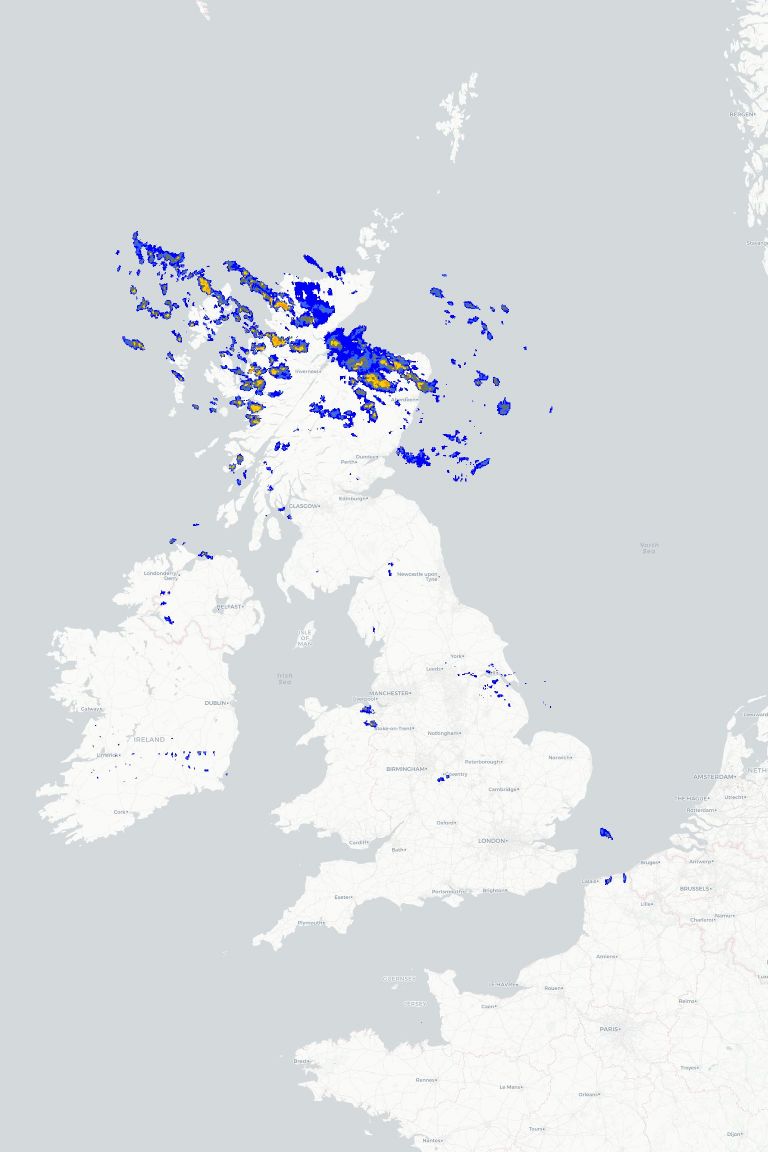 BERGEN
Inverness
Aberdeen
Dundee
Perth
Edinburgh
GLASGOW
North
Sea
Londonderry/
Derry
Newcastle upon
Tyne
BELFAST
ISLE
OF
MAN
York
Leeds
Irish
Sea
MANCHESTER
Liverpool
DUBLIN
Galway
Stoke-on-Trent
Nottingham
IRELAND
Limerick
Peterborough
Norwich
BIRMINGHAM
Coventry
AMSTERDAM
NETH
Cambridge
THE HAGUE
Utrecht
Rotterdam
Cork
Oxford
Cardiff
LONDON
Bath
Bruges
Antwerp
Calais
BRUSSELS
Portsmouth
Brighton
Exeter
Lille
Plymouth
Charleroi
Namur
Amiens
GUERNSEY
LE HAVRE
Rouen
JERSEY
Caen
Reims
PARIS
Brest
Troyes
Rennes
Le Mans
Orléans
Tours
Dijon
Nantes